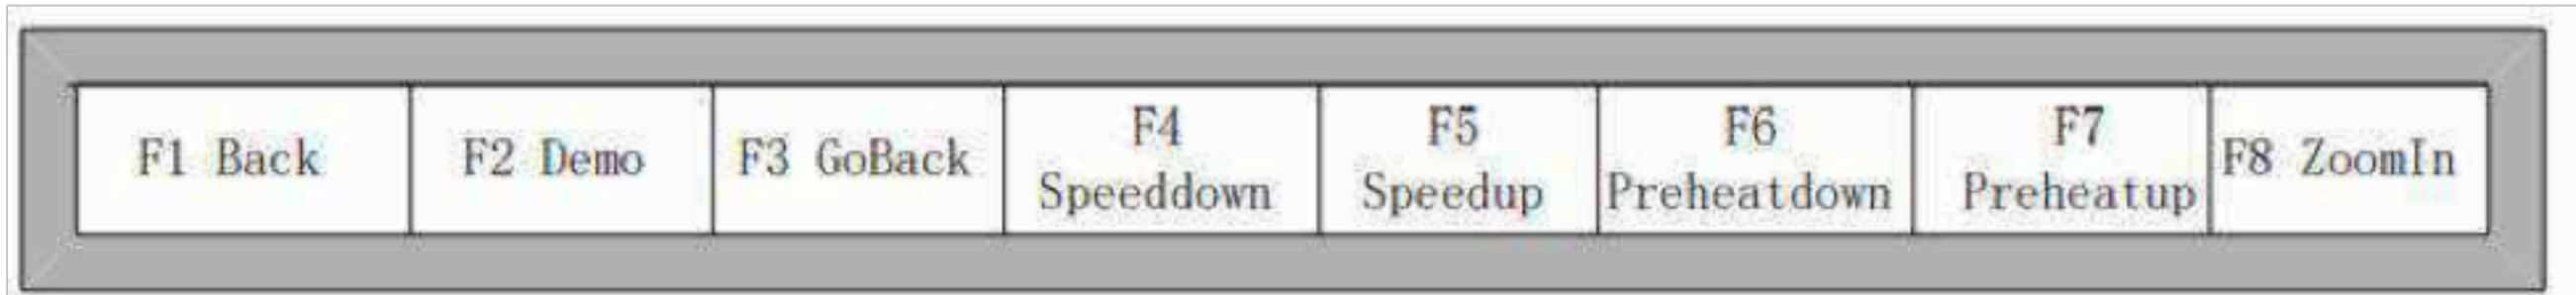 F1 Back
F2 Demo
F3 GoBack
F4
Speeddown
F5
Speedup
F6
Preheatdown
F7
Preheatup
F8 ZoomIn